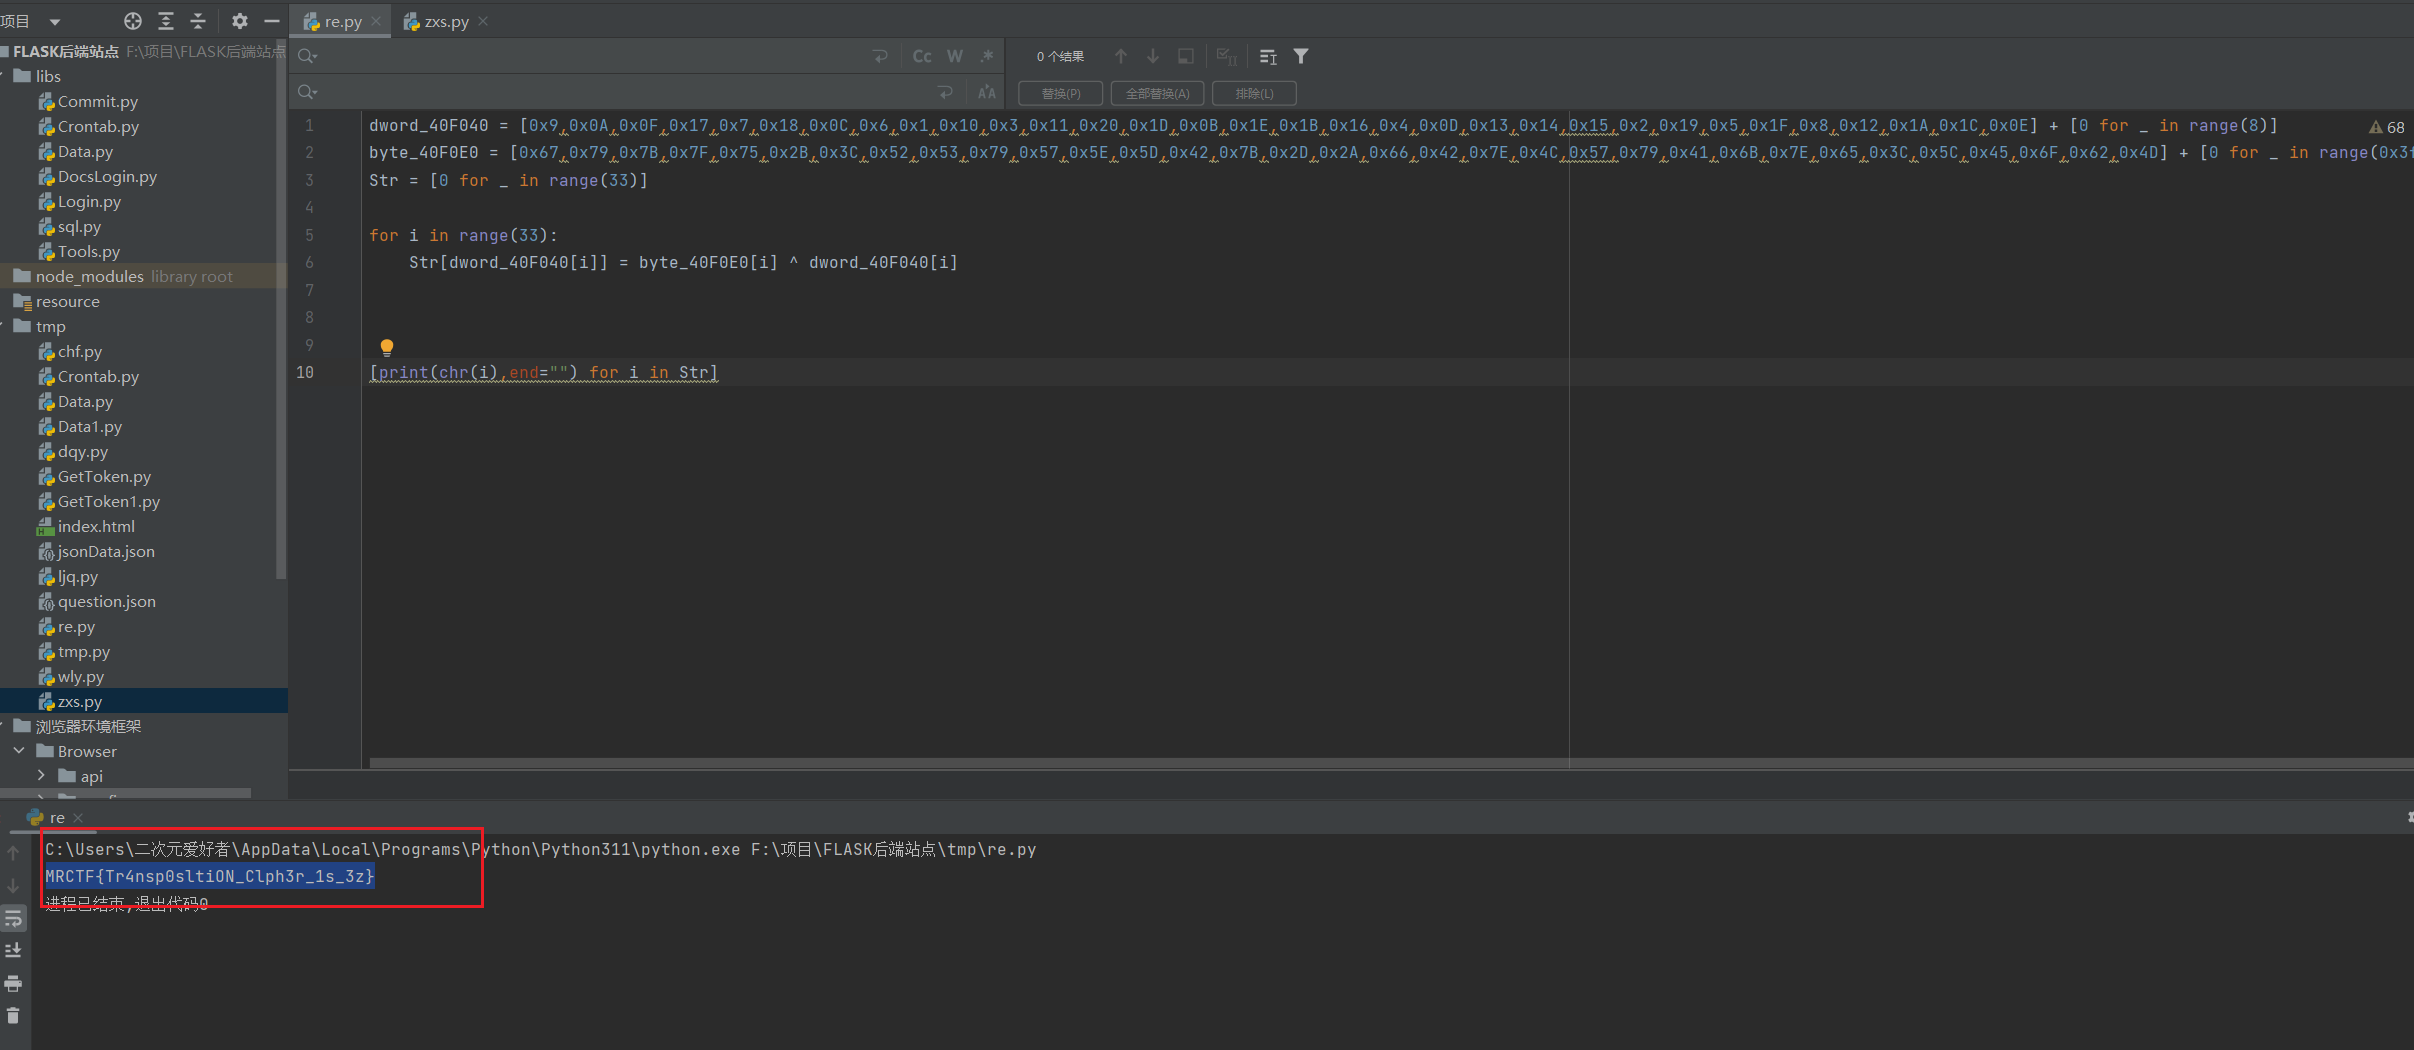 项目
re.py
zxs.py
FLASK后端站点 F:\项目\FLASK后端站点
libs
Commit.py
Crontab.py
Data.py
DocsLogin.py
Login.py
sql.py
Tools.py
node_modules library root
resource
tmp
chf.py
Crontab.py
Data.py
Data1.py
dqy.py
GetToken.py
GetToken1.py
index.html
jsonData.json
ljq.py
question.json
re.py
tmp.py
wly.py
zxs.py
浏览器环境框架
Browser
api
Cc W .*
0 个结果
替换(P) 全部替换(A) 排除(L)
68
1 dword_40F040 = [0x9,0x0A,0x0F,0x17,0x7,0x18,0x0C,0x6,0x1,0x10,0x3,0x11,0x20,0x1D,0x0B,0x1E,0x1B,0x16,0x4,0x0D,0x13,0x14,0x15,0x2,0x19,0x5,0x1F,0x8,0x12,0x1A,0x1C,0x0E] + [0 for _ in range(8)]
2 byte_40F0E0 = [0x67,0x79,0x7B,0x7F,0x75,0x2B,0x3C,0x52,0x53,0x79,0x57,0x5E,0x5D,0x42,0x7B,0x2D,0x2A,0x66,0x42,0x7E,0x4C,0x57,0x79,0x41,0x6B,0x7E,0x65,0x3C,0x5C,0x45,0x6F,0x62,0x4D] + [0 for _ in range(0x3f
3 Str = [0 for _ in range(33)]
4
5 for i in range(33):
6 Str[dword_40F040[i]] = byte_40F0E0[i] ^ dword_40F040[i]
7
8
9
10 [print(chr(i),end="") for i in Str]
re
C:\Users\二次元爱好者\AppData\Local\Programs\Python\Python311\python.exe F:\项目\FLASK后端站点\tmp\re.py
MRCTF{Tr4nsp0sltiON_Clph3r_1s_3z}
进程已结束,退出代码0